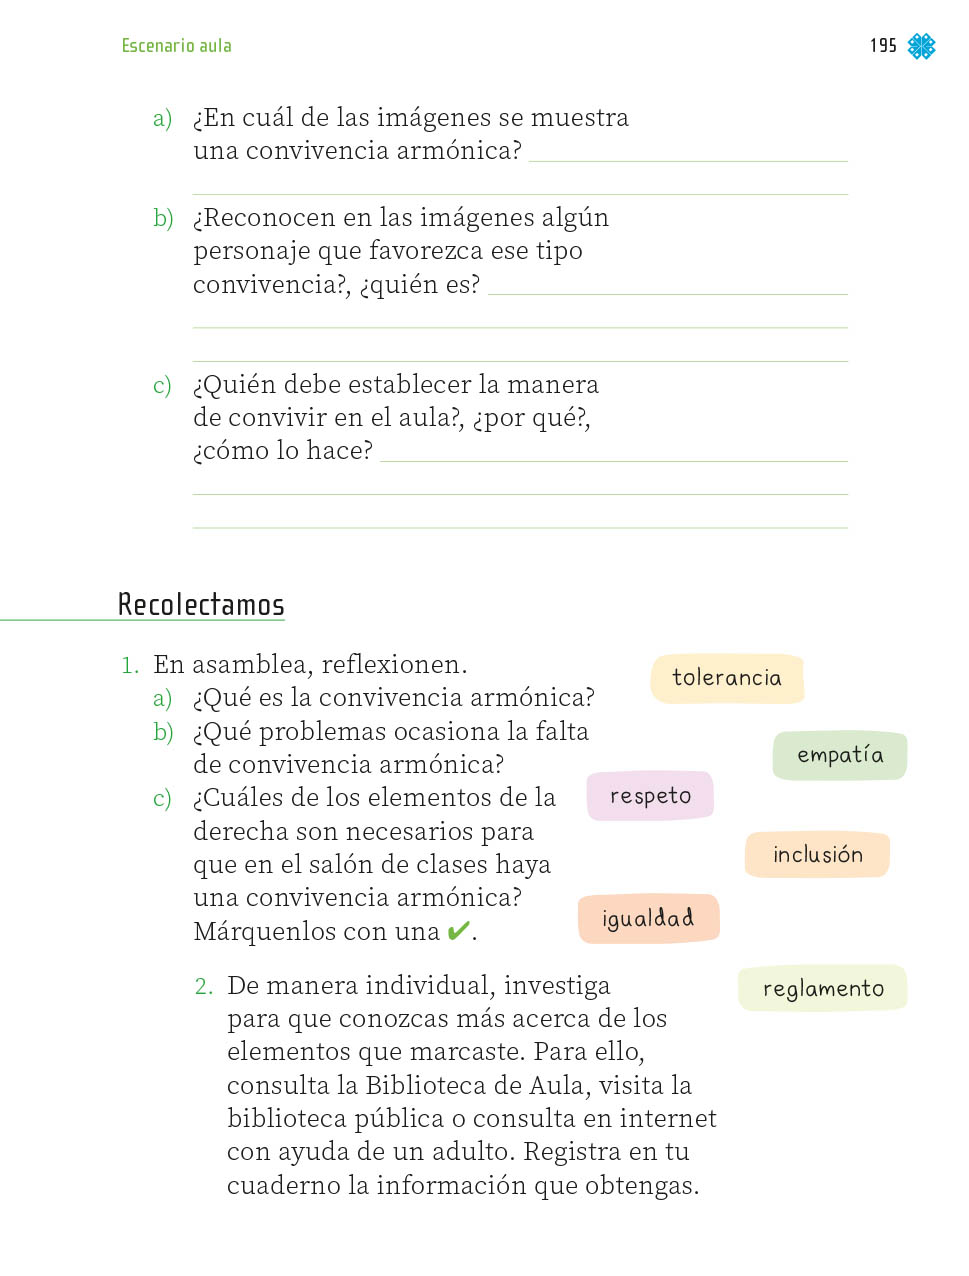 Escenario aula
195
a) ¿En cuál de las imágenes se muestra
una convivencia armónica?
b) ¿Reconocen en las imágenes algún
personaje que favorezca ese tipo
convivencia?, ¿quién es?
c) ¿Quién debe establecer la manera
de convivir en el aula?, ¿por qué?,
¿cómo lo hace?
Recolectamos
1. En asamblea, reflexionen.
a) ¿Qué es la convivencia armónica?
b) ¿Qué problemas ocasiona la falta
de convivencia armónica?
c) ¿Cuáles de los elementos de la
derecha son necesarios para
que en el salón de clases haya
una convivencia armónica?
Márquenlos con una ✔.
tolerancia
empatía
respeto
inclusión
igualdad
reglamento
2. De manera individual, investiga
para que conozcas más acerca de los
elementos que marcaste. Para ello,
consulta la Biblioteca de Aula, visita la
biblioteca pública o consulta en internet
con ayuda de un adulto. Registra en tu
cuaderno la información que obtengas.